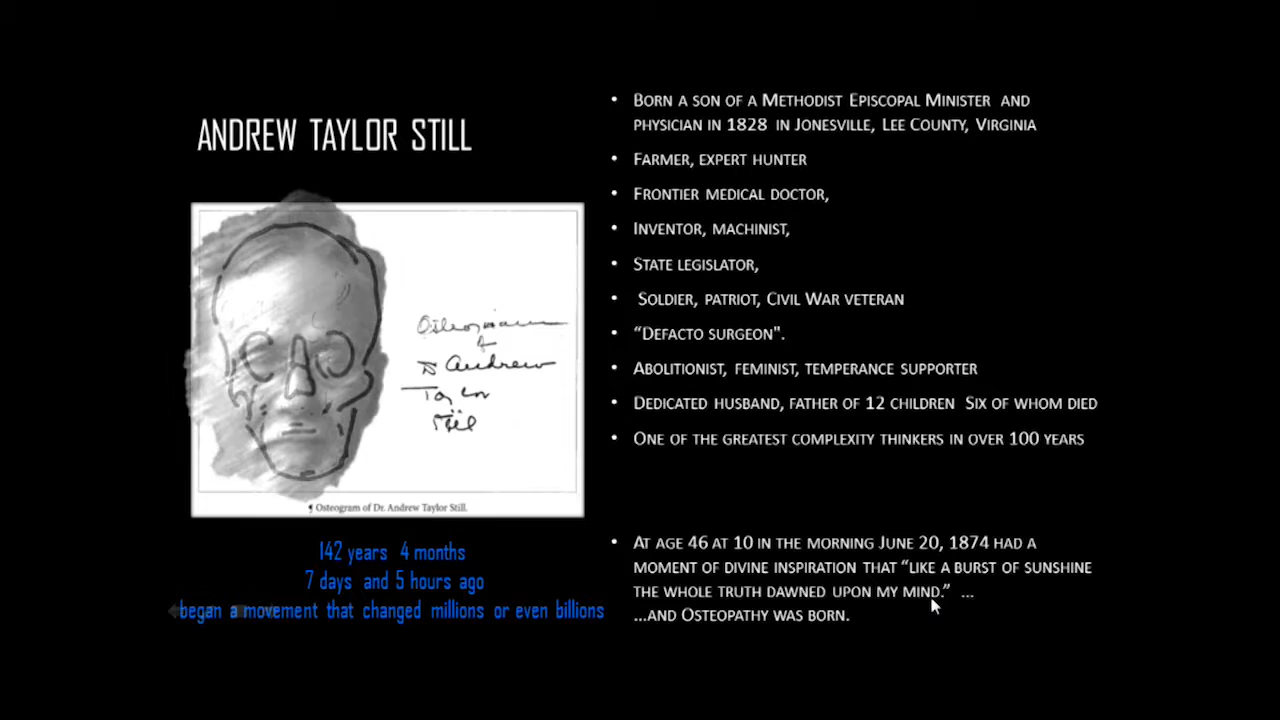 ANDREW TAYLOR STILL
Osteogram
of
Dr Andrew
Taylor
Still
¶ Osteogram of Dr. Andrew Taylor Still.
142 years 4 months
7 days and 5 hours ago
began a movement that changed millions or even billions
• BORN A SON OF A METHODIST EPISCOPAL MINISTER AND
PHYSICIAN IN 1828 IN JONESVILLE, LEE COUNTY, VIRGINIA
• FARMER, EXPERT HUNTER
• FRONTIER MEDICAL DOCTOR,
• INVENTOR, MACHINIST,
• STATE LEGISLATOR,
• SOLDIER, PATRIOT, CIVIL WAR VETERAN
• “DEFACTO SURGEON".
• ABOLITIONIST, FEMINIST, TEMPERANCE SUPPORTER
• DEDICATED HUSBAND, FATHER OF 12 CHILDREN SIX OF WHOM DIED
• ONE OF THE GREATEST COMPLEXITY THINKERS IN OVER 100 YEARS
• AT AGE 46 AT 10 IN THE MORNING JUNE 20, 1874 HAD A
MOMENT OF DIVINE INSPIRATION THAT “LIKE A BURST OF SUNSHINE
THE WHOLE TRUTH DAWNED UPON MY MIND.” ...
...AND OSTEOPATHY WAS BORN.